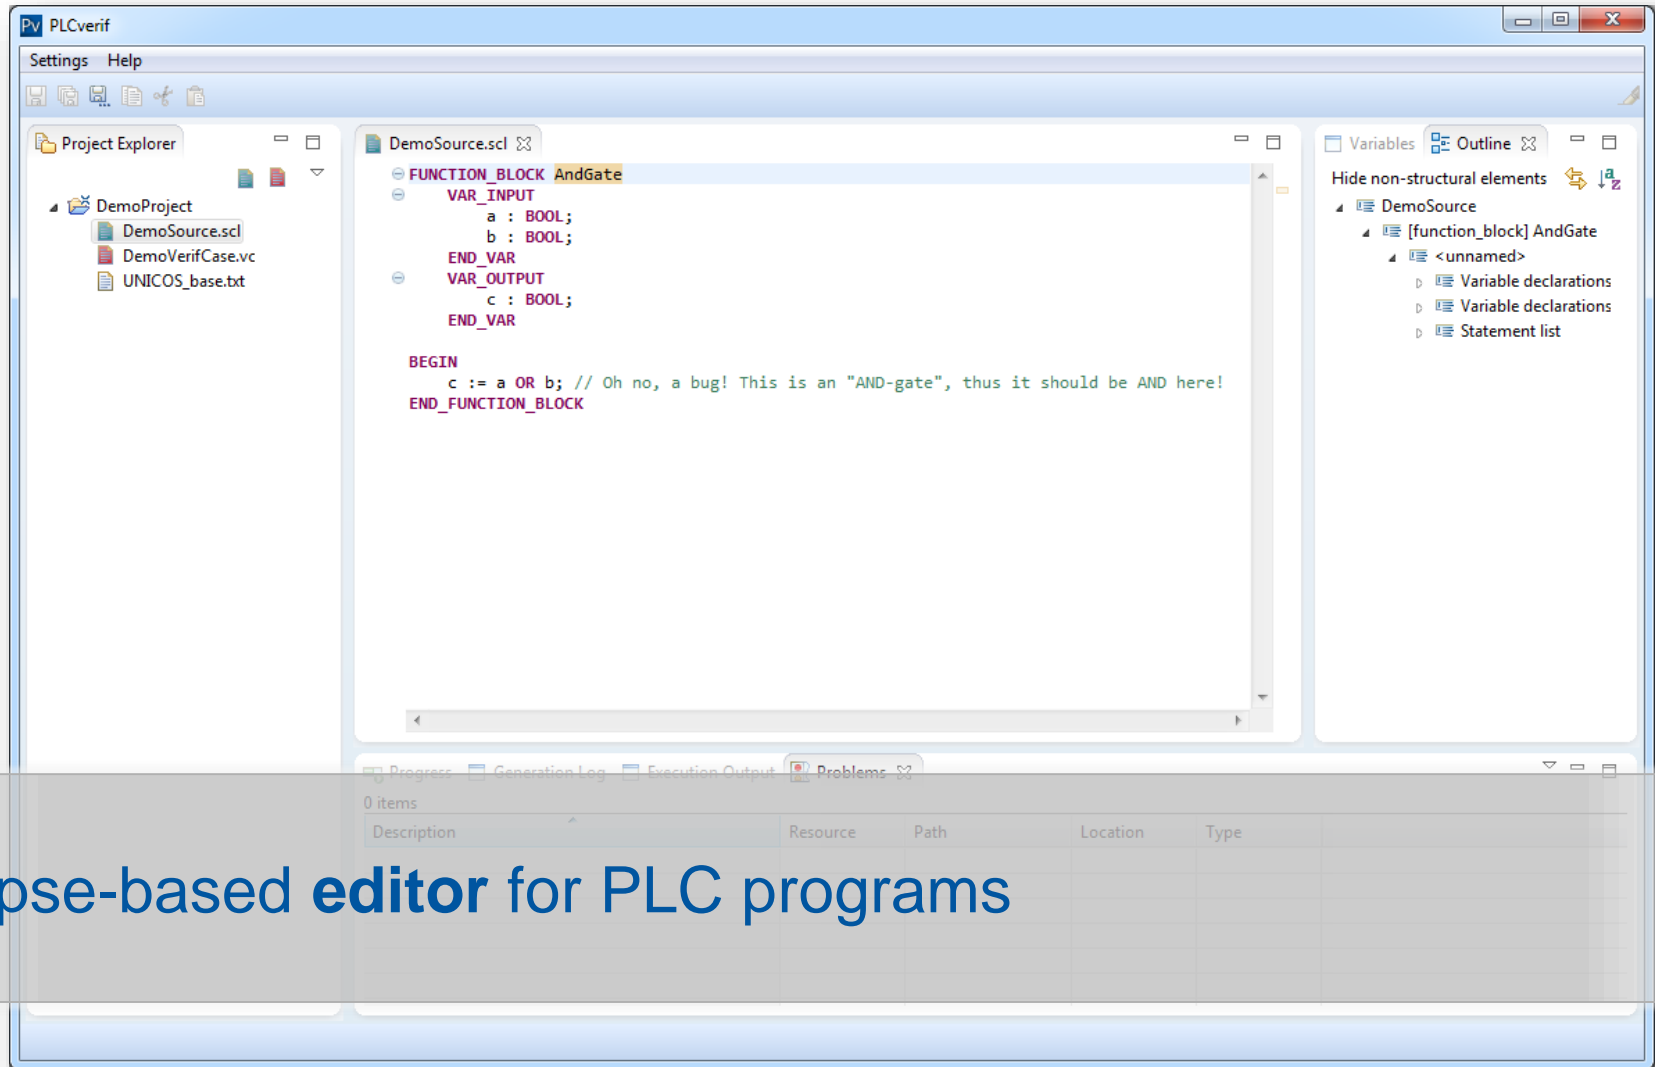 Pv PLCverif
Settings Help
Project Explorer
DemoProject
DemoSource.scl
DemoVerifCase.vc
UNICOS_base.txt
DemoSource.scl
FUNCTION_BLOCK AndGate
VAR_INPUT
a : BOOL;
b : BOOL;
END_VAR
VAR_OUTPUT
c : BOOL;
END_VAR
BEGIN
c := a OR b; // Oh no, a bug! This is an "AND-gate", thus it should be AND here!
END_FUNCTION_BLOCK
Variables Outline
Hide non-structural elements
DemoSource
[function_block] AndGate
<unnamed>
Variable declarations
Variable declarations
Statement list
Progress Generation Log Execution Output Problems
0 items
Description Resource Path Location Type
pse-based editor for PLC programs